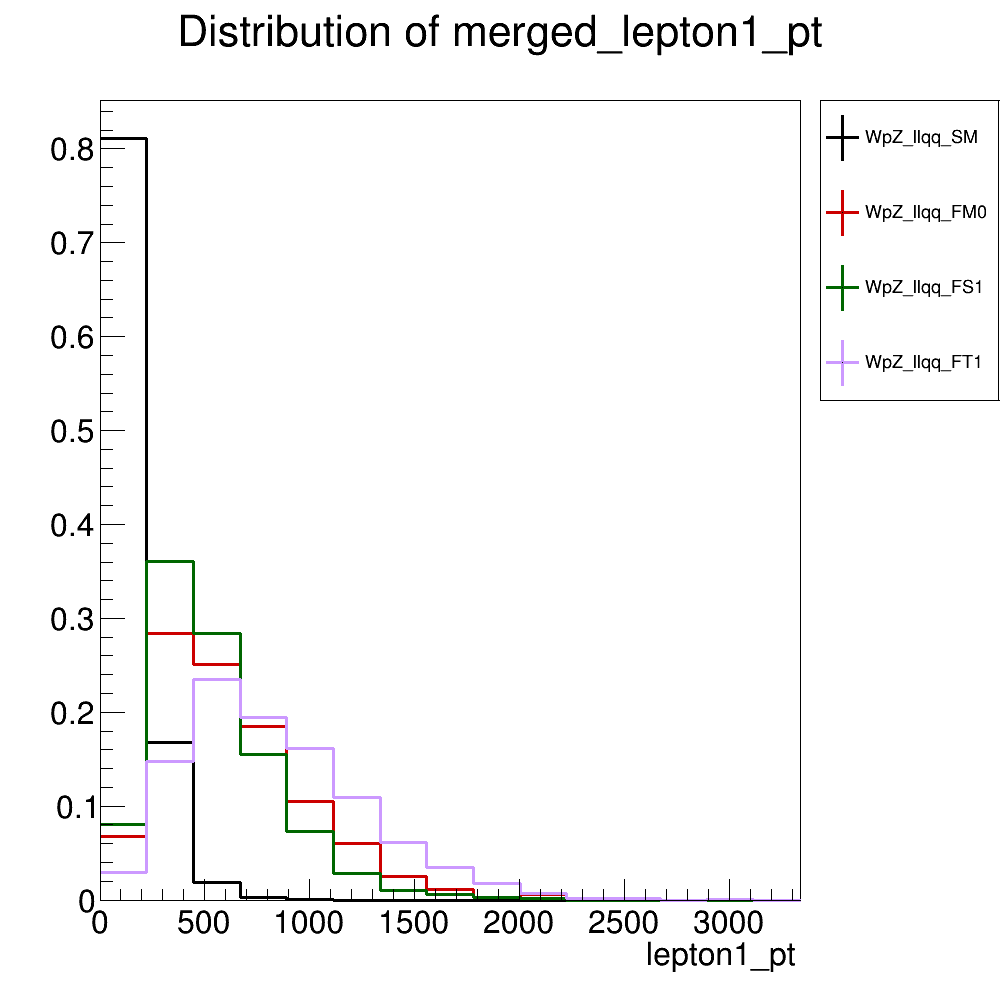 Distribution of merged_lepton1_pt
WpZ_llqq_SM
WpZ_llqq_FM0
WpZ_llqq_FS1
WpZ_llqq_FT1
0.8
0.7
0.6
0.5
0.4
0.3
0.2
0.1
0
0 500 1000 1500 2000 2500 3000
lepton1_pt